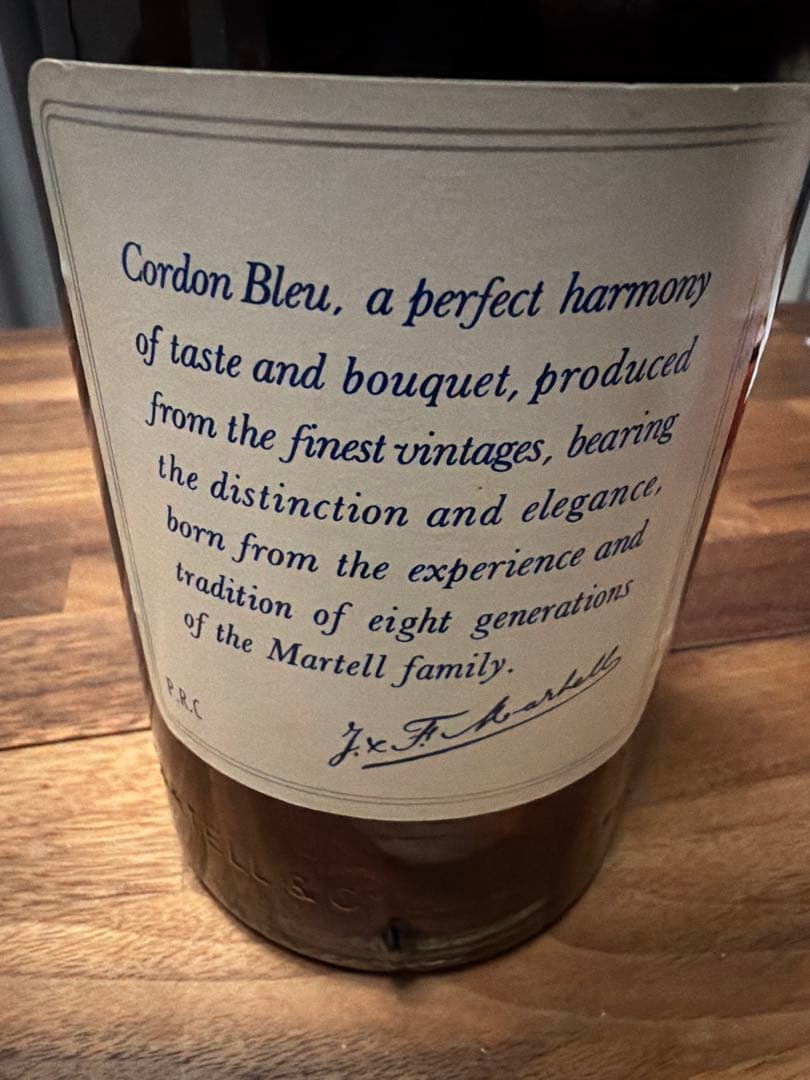 Cordon Bleu, a perfect harmony
of taste and bouquet, produced
from the finest vintages, bearing
the distinction and elegance,
born from the experience and
tradition of eight generations
of the Martell family.
P.R.C
J. & F. Martell
ELL & C